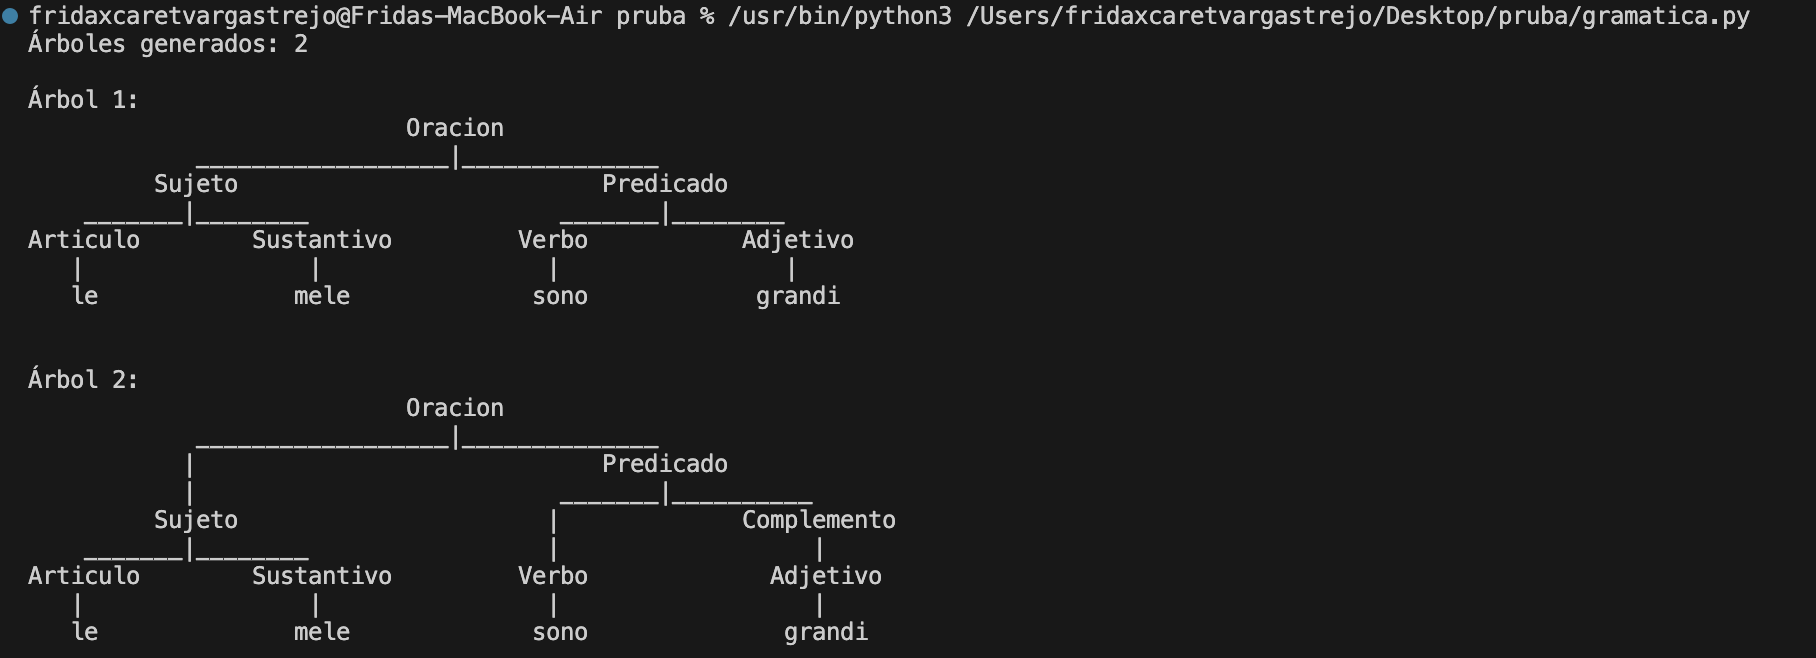 fridaxcaretvargastrejo@Fridas-MacBook-Air pruba % /usr/bin/python3 /Users/fridaxcaretvargastrejo/Desktop/pruba/gramatica.py
Árboles generados: 2
Árbol 1:
Oracion
Sujeto Predicado
Articulo Sustantivo Verbo Adjetivo
le mele sono grandi
Árbol 2:
Oracion
Predicado
Sujeto Complemento
Articulo Sustantivo Verbo Adjetivo
le mele sono grandi